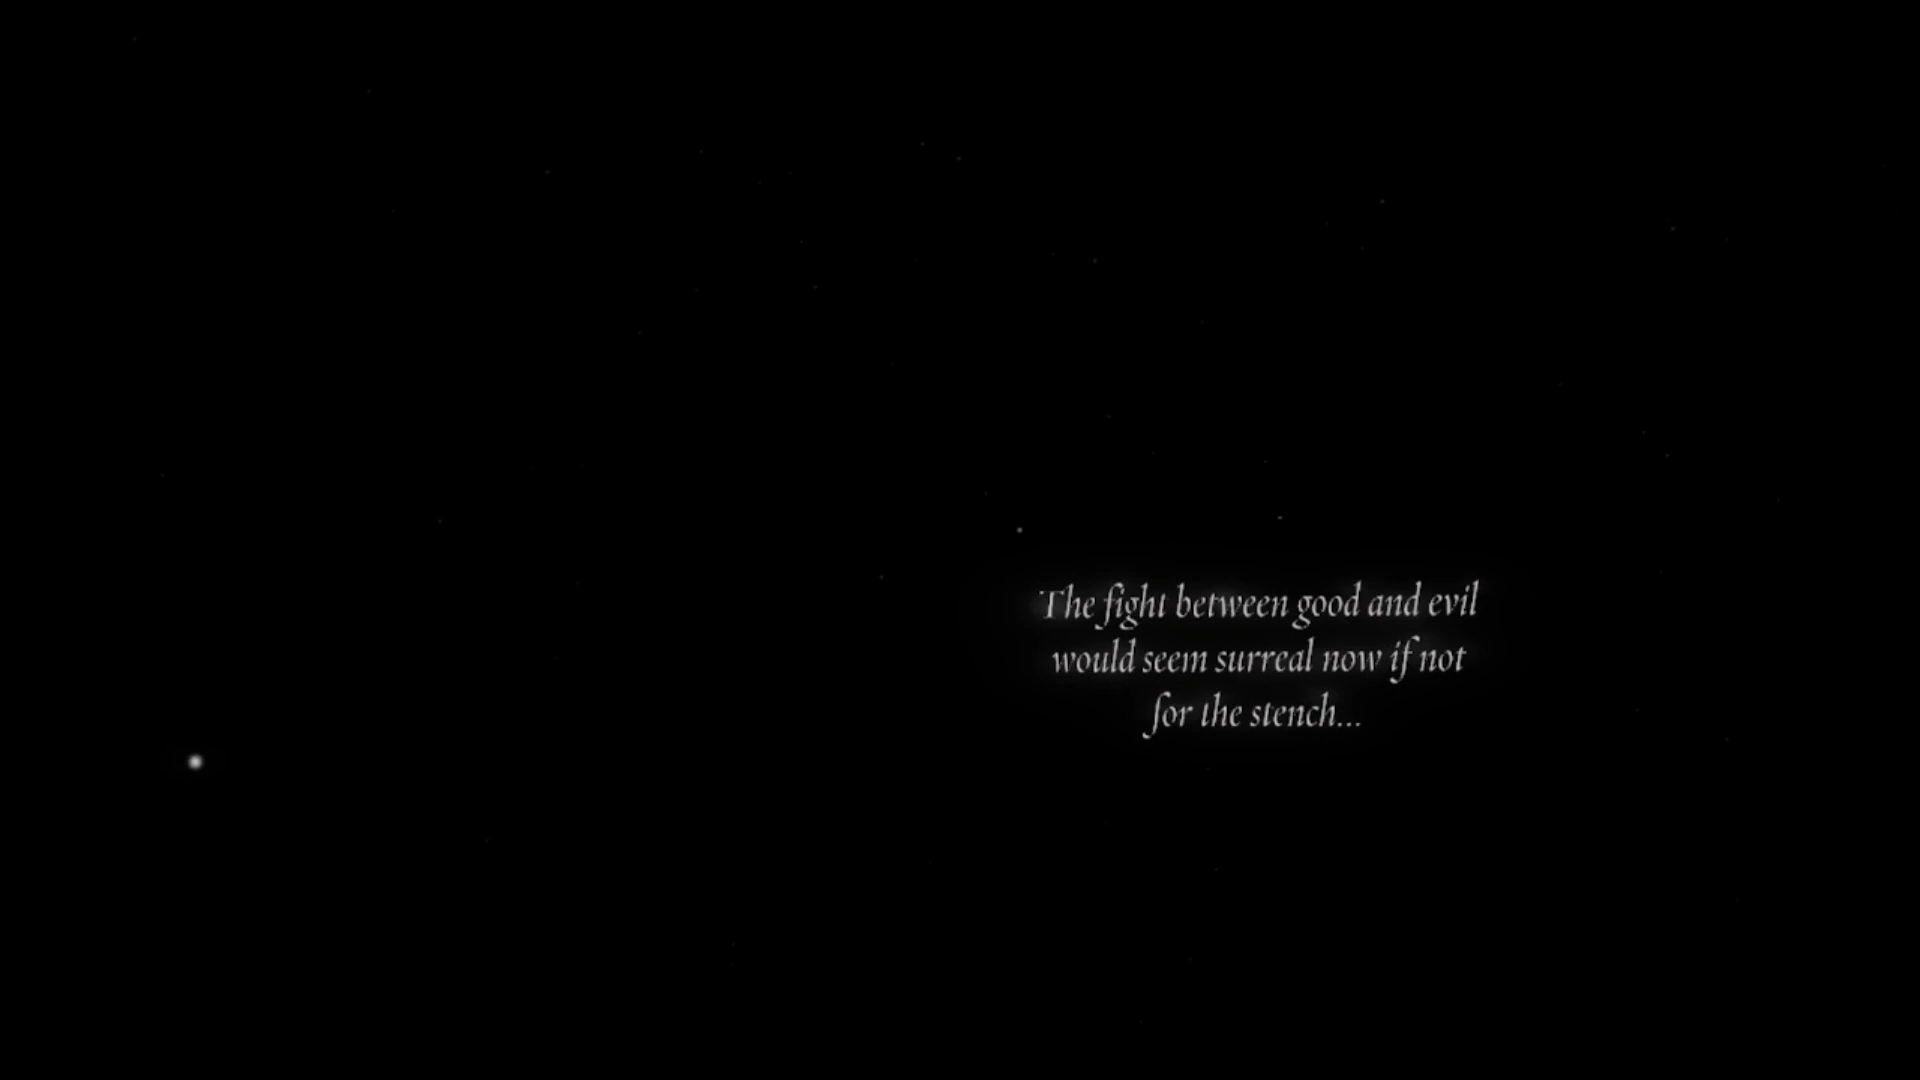 The fight between good and evil
would seem surreal now if not
for the stench...